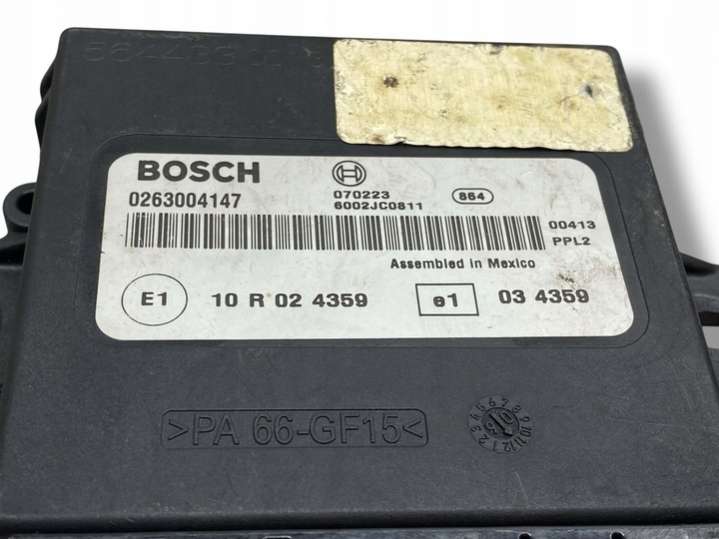 BOSCH
070223
864
0263004147
6002JC0811
00413
PPL2
Assembled in Mexico
E1 10 R 02 4359 e1 03 4359
>PA 66-GF15<